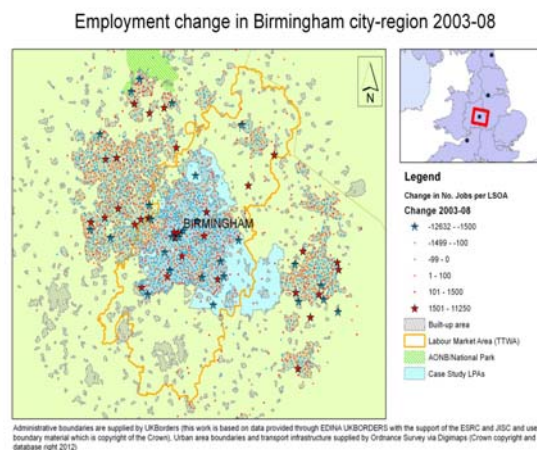 Employment change in Birmingham city-region 2003-08
N
BIRMINGHAM
Legend
Change in No. Jobs per LSOA
Change 2003-08
-12632 - -1500
-1499 - -100
-99 - 0
1 - 100
101 - 1500
1501 - 11250
Built-up area
Labour Market Area (TTWA)
AONB/National Park
Case Study LPAs
Administrative boundaries are supplied by UKBorders (this work is based on data provided through EDINA UKBORDERS with the support of the ESRC and JISC and use
boundary material which is copyright of the Crown). Urban area boundaries and transport infrastructure supplied by Ordnance Survey via Digimaps (Crown copyright and
database right 2012)